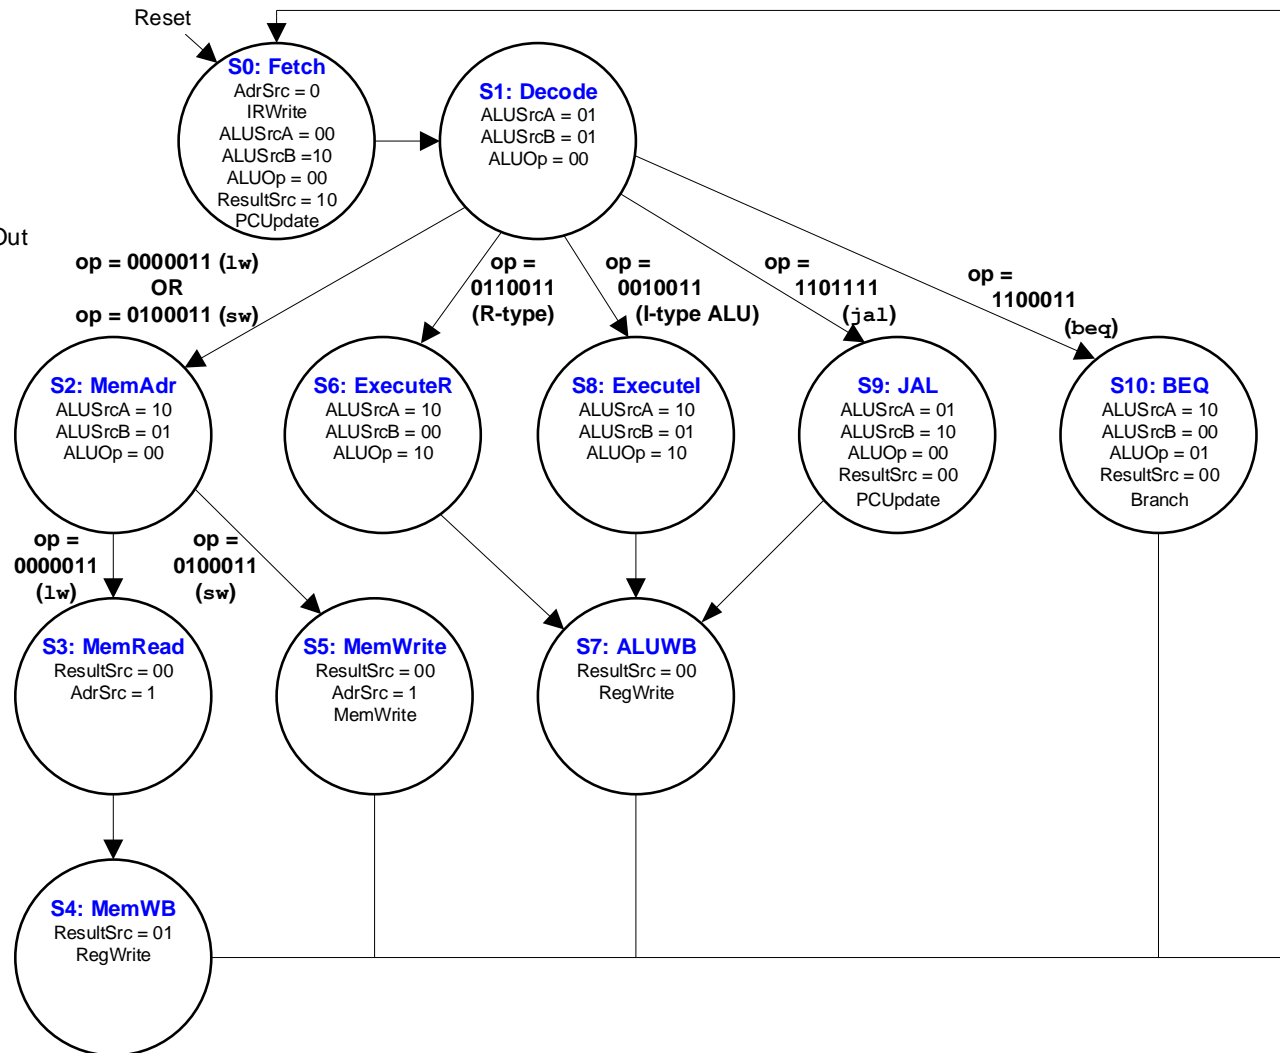 Reset
S0: Fetch
AdrSrc = 0
IRWrite
ALUSrcA = 00
ALUSrcB =10
ALUOp = 00
ResultSrc = 10
PCUpdate
S1: Decode
ALUSrcA = 01
ALUSrcB = 01
ALUOp = 00
Out
op = 0000011 (lw)
OR
op = 0100011 (sw)
op =
0110011
(R-type)
op =
0010011
(I-type ALU)
op =
1101111
(jal)
op =
1100011
(beq)
S2: MemAdr
ALUSrcA = 10
ALUSrcB = 01
ALUOp = 00
S6: ExecuteR
ALUSrcA = 10
ALUSrcB = 00
ALUOp = 10
S8: ExecuteI
ALUSrcA = 10
ALUSrcB = 01
ALUOp = 10
S9: JAL
ALUSrcA = 01
ALUSrcB = 10
ALUOp = 00
ResultSrc = 00
PCUpdate
S10: BEQ
ALUSrcA = 10
ALUSrcB = 00
ALUOp = 01
ResultSrc = 00
Branch
op =
0000011
(lw)
op =
0100011
(sw)
S3: MemRead
ResultSrc = 00
AdrSrc = 1
S5: MemWrite
ResultSrc = 00
AdrSrc = 1
MemWrite
S7: ALUWB
ResultSrc = 00
RegWrite
S4: MemWB
ResultSrc = 01
RegWrite